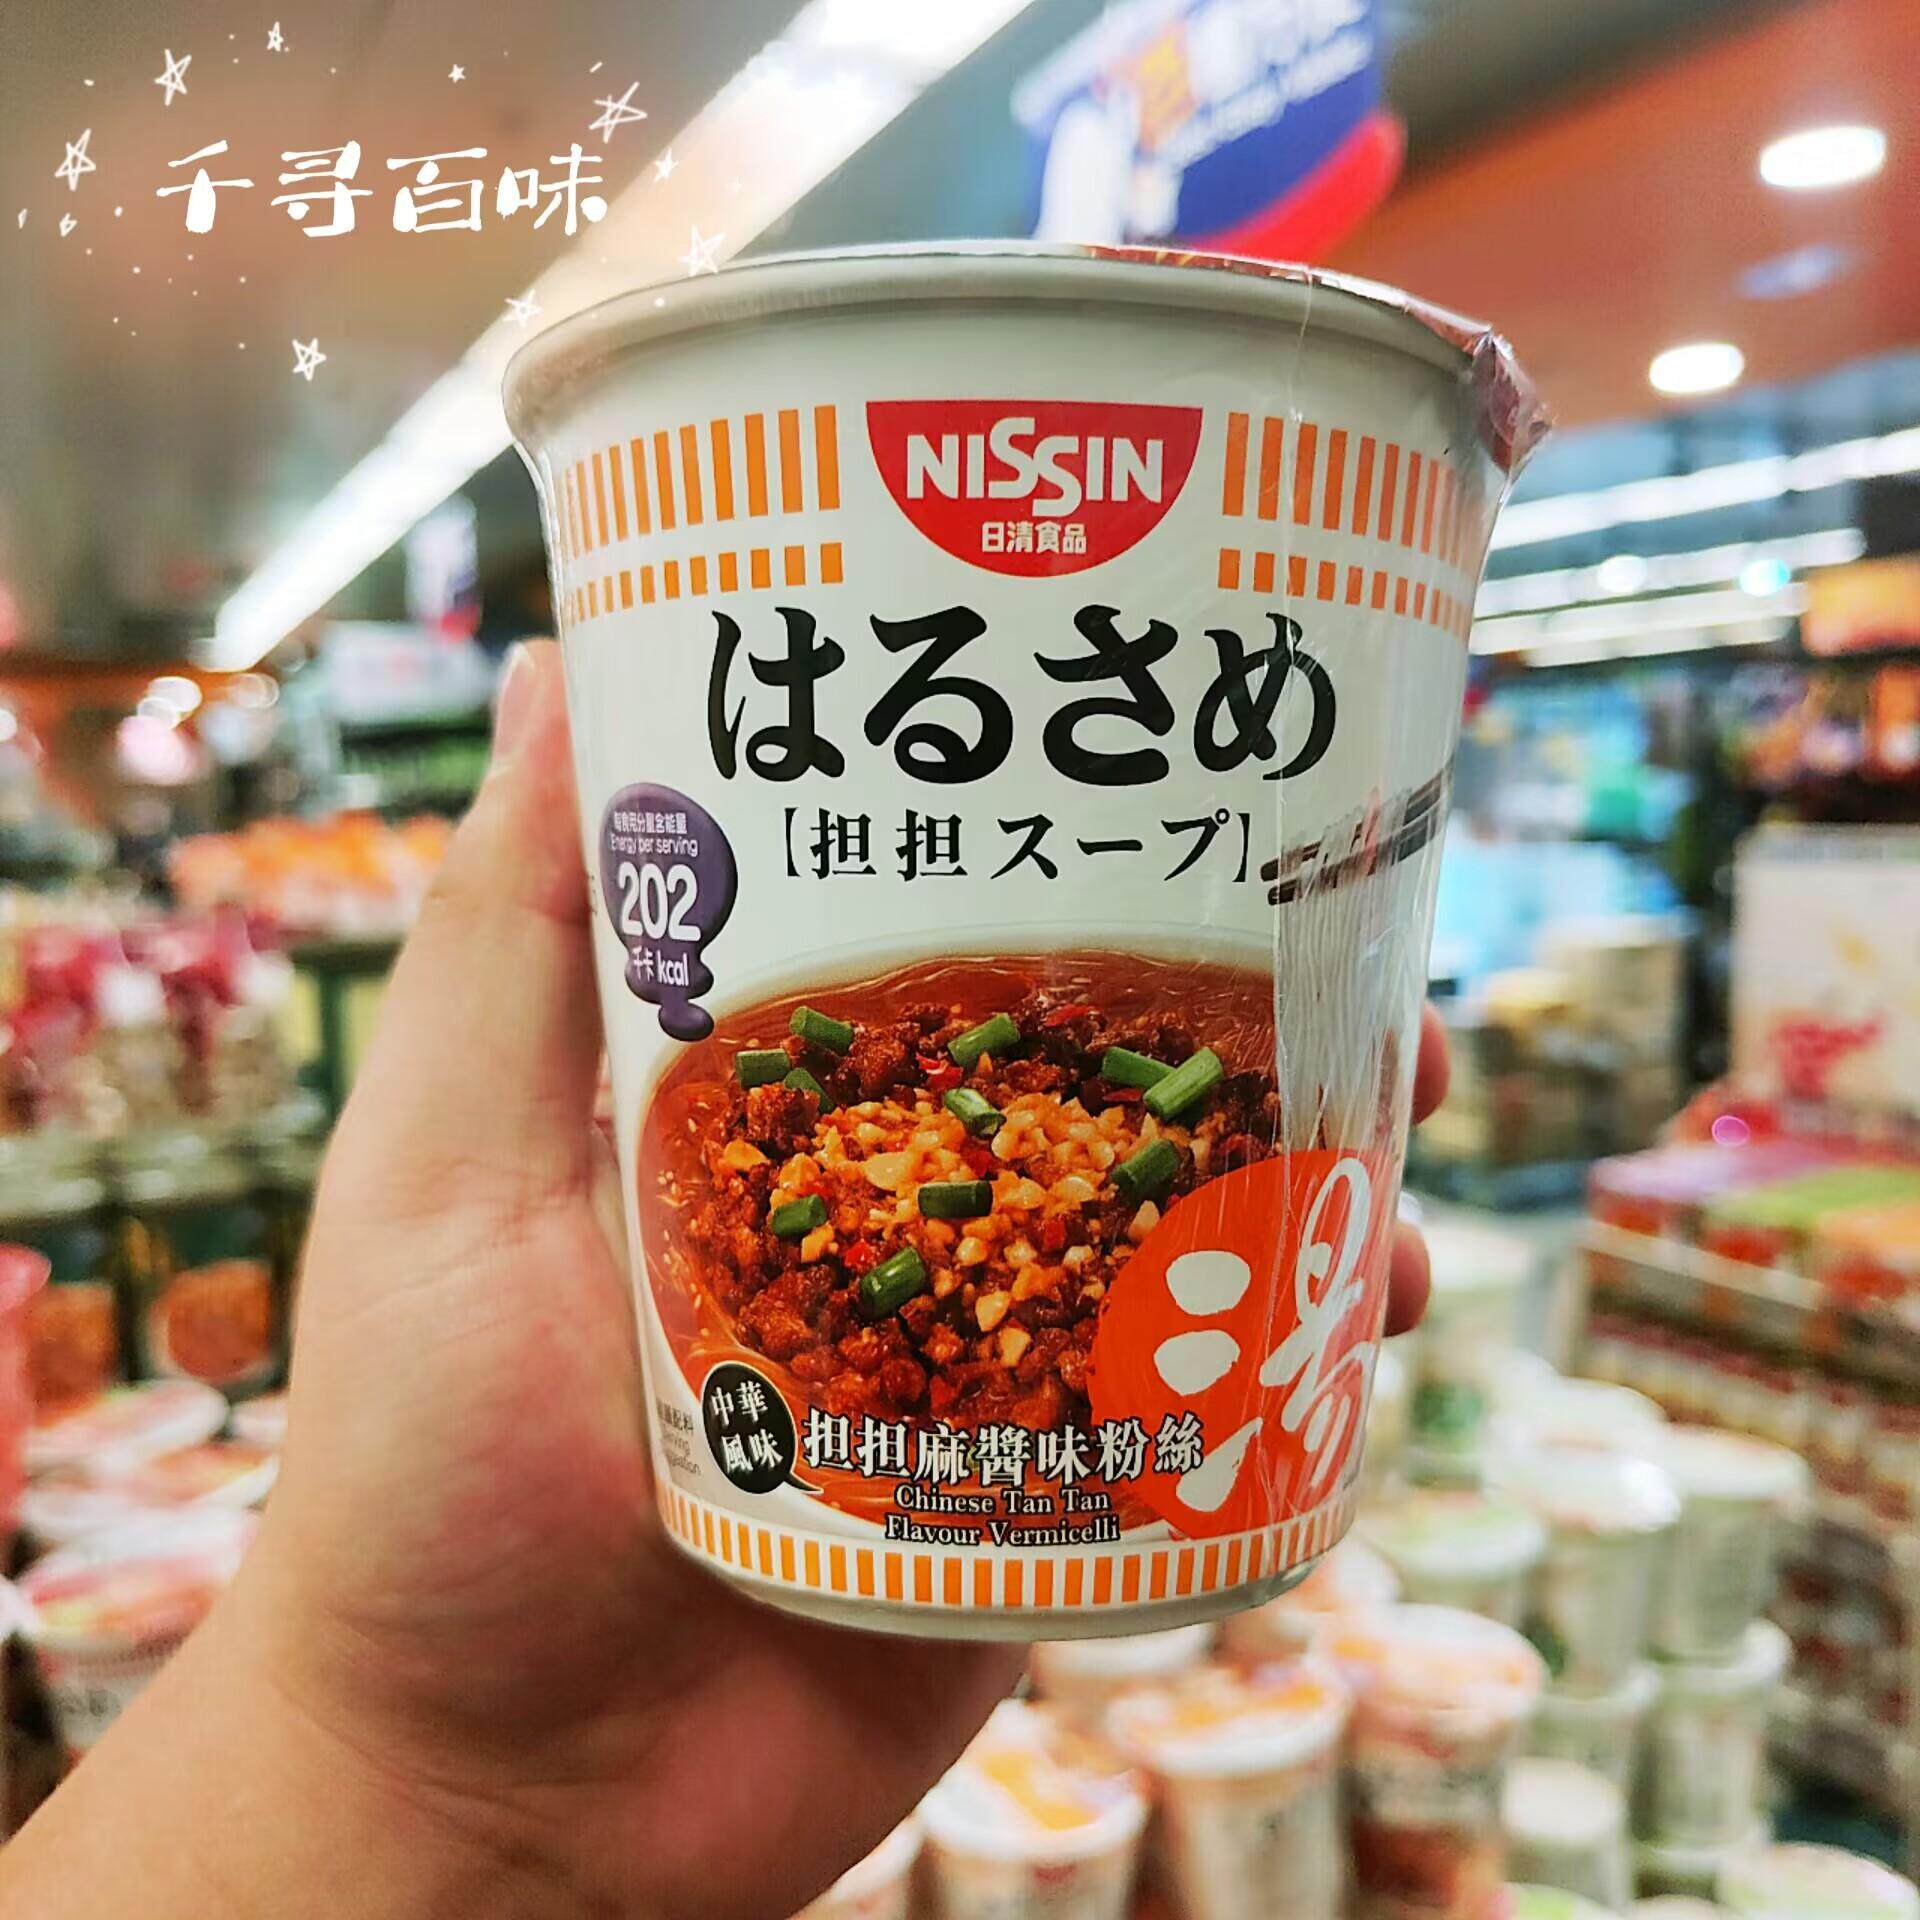 千寻百味
NISSIN
日清食品
はるさめ
【担担スープ】
每食用分量含能量
Energy per serving
202
千卡 kcal
湯
中華
風味
担担麻醬味粉絲
Chinese Tan Tan
Flavour Vermicelli